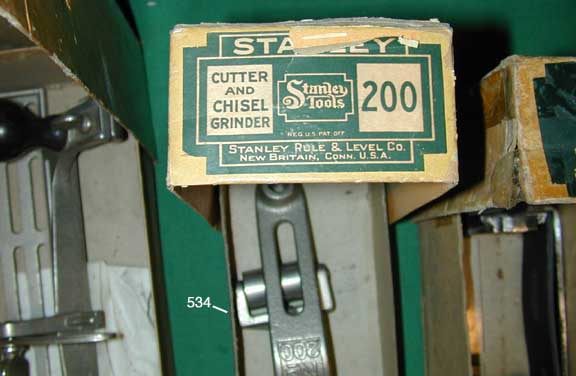 STANLEY
CUTTER
AND
CHISEL
GRINDER
Stanley
Tools
200
REG. U.S. PAT. OFF.
STANLEY RULE & LEVEL CO.
NEW BRITAIN, CONN. U.S.A.
534
200